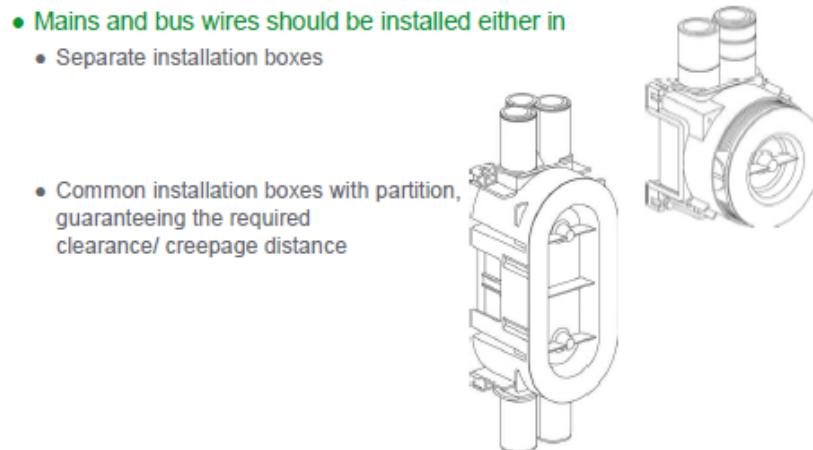 • Mains and bus wires should be installed either in
• Separate installation boxes
• Common installation boxes with partition,
guaranteeing the required
clearance/ creepage distance